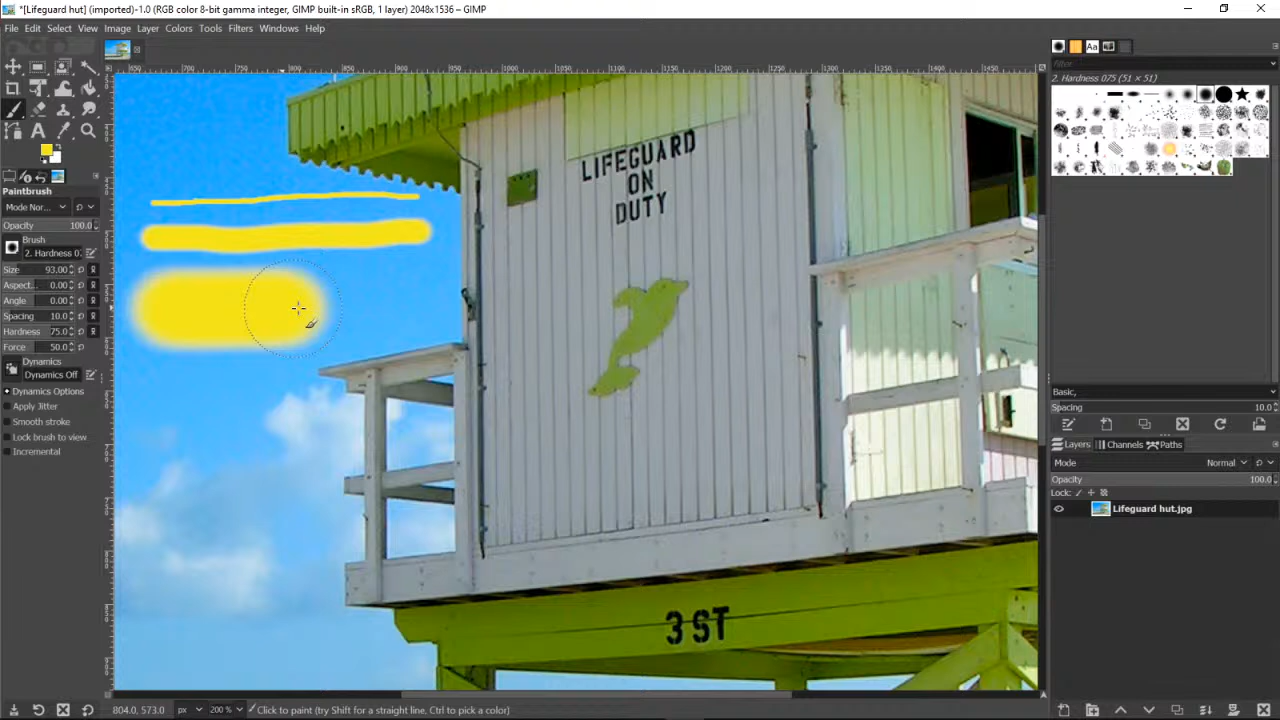 *[Lifeguard hut] (imported)-1.0 (RGB color 8-bit gamma integer, GIMP built-in sRGB, 1 layer) 2048x1536 – GIMP
File Edit Select View Image Layer Colors Tools Filters Windows Help
Paintbrush
Mode Nor...
Opacity 100.0
Brush
2. Hardness 0
Size 93.00
Aspect... 0.00
Angle 0.00
Spacing 10.0
Hardness 75.0
Force 50.0
Dynamics
Dynamics Off
Dynamics Options
Apply Jitter
Smooth stroke
Lock brush to view
Incremental
LIFEGUARD
ON
DUTY
3 ST
Aa
Filter
2. Hardness 075 (51 × 51)
Basic,
Spacing 10.0
Layers Channels Paths
Mode Normal
Opacity 100.0
Lock:
Lifeguard hut.jpg
804.0, 573.0 px 200 % Click to paint (try Shift for a straight line, Ctrl to pick a color)